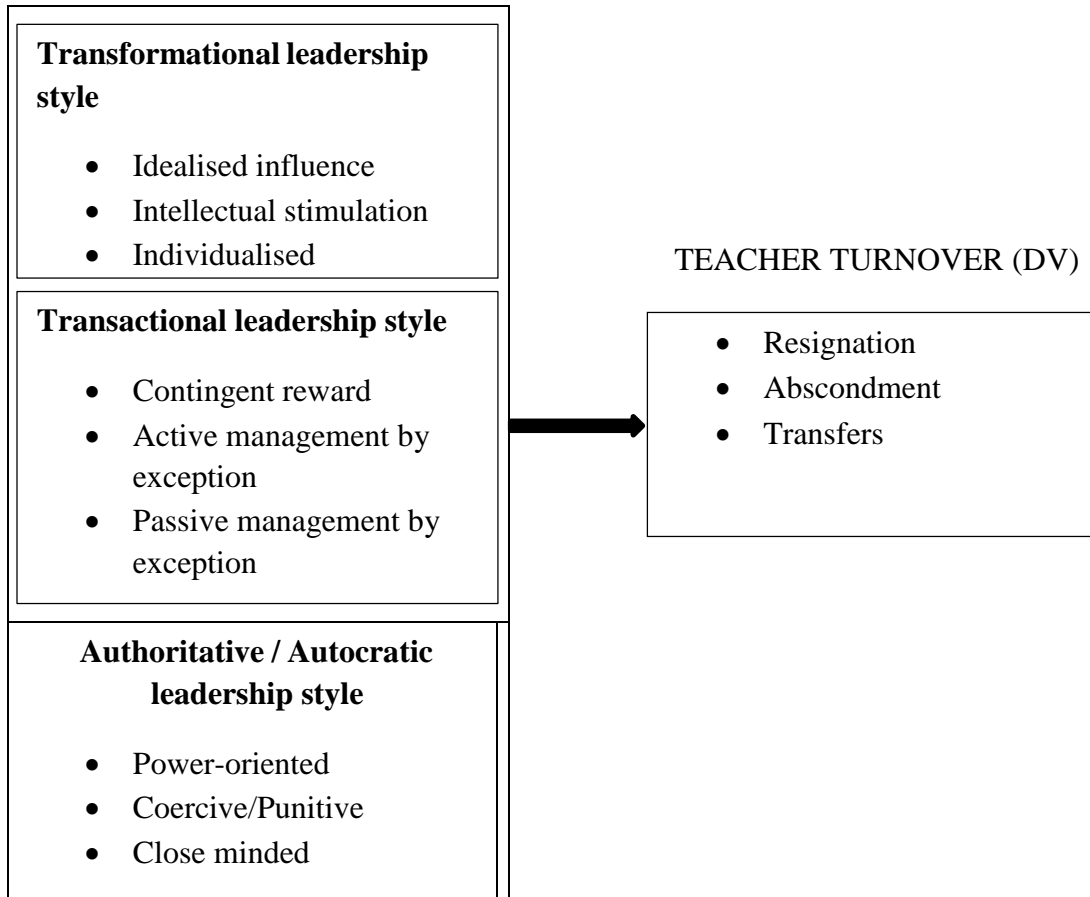 Transformational leadership
style
• Idealised influence
• Intellectual stimulation
• Individualised
Transactional leadership style
• Contingent reward
• Active management by
exception
• Passive management by
exception
Authoritative / Autocratic
leadership style
• Power-oriented
• Coercive/Punitive
• Close minded
TEACHER TURNOVER (DV)
• Resignation
• Abscondment
• Transfers